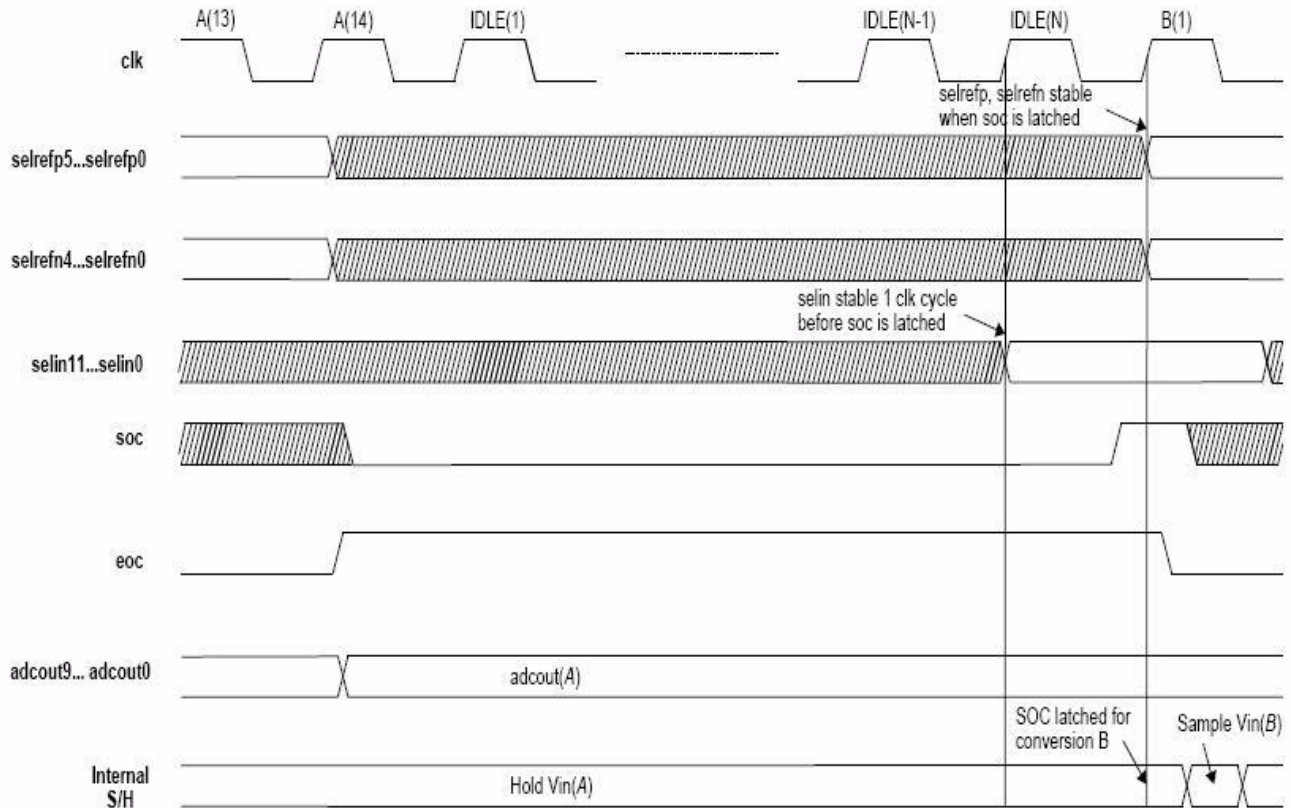 A(13) A(14) IDLE(1) IDLE(N-1) IDLE(N) B(1)
clk
selrefp, selrefn stable
when soc is latched
selrefp5...selrefp0
selrefn4...selrefn0
selin stable 1 clk cycle
before soc is latched
selin11...selin0
soc
eoc
adcout9... adcout0
adcout(A)
SOC latched for
conversion B
Sample Vin(B)
Internal
S/H
Hold Vin(A)